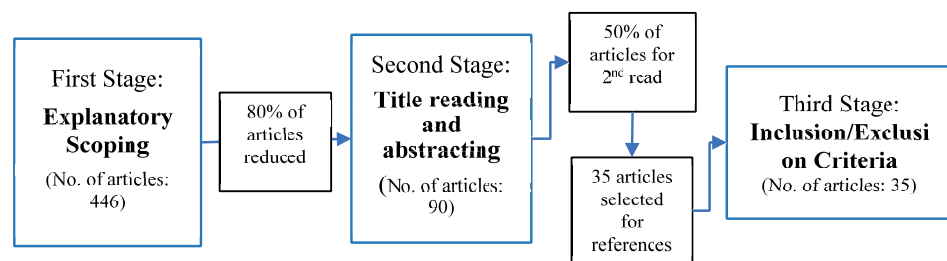 First Stage:
Explanatory
Scoping
(No. of articles:
446)
80% of
articles
reduced
Second Stage:
Title reading
and
abstracting
(No. of articles:
90)
50% of
articles for
2nd read
35 articles
selected
for
references
Third Stage:
Inclusion/Exclusi
on Criteria
(No. of articles: 35)